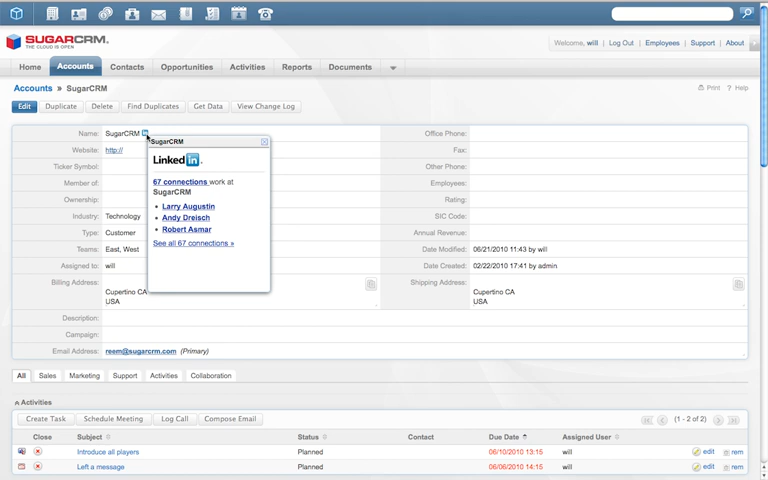 SUGARCRM.
THE CLOUD IS OPEN
Welcome, will | Log Out | Employees | Support | About
Home Accounts Contacts Opportunities Activities Reports Documents
Accounts » SugarCRM
Print ? Help
Edit Duplicate Delete Find Duplicates Get Data View Change Log
Name: SugarCRM in Office Phone:
Website: http:// Fax:
Ticker Symbol: Other Phone:
Member of: Employees:
Ownership: Rating:
Industry: Technology SIC Code:
Type: Customer Annual Revenue:
Teams: East, West Date Modified: 06/21/2010 11:43 by will
Assigned to: will Date Created: 02/22/2010 17:41 by admin
Billing Address: Shipping Address:
Cupertino CA Cupertino CA
USA USA
Description:
Campaign:
Email Address: reem@sugarcrm.com (Primary)
SugarCRM
Linked in.
67 connections work at
SugarCRM
Larry Augustin
Andy Dreisch
Robert Asmar
See all 67 connections »
All Sales Marketing Support Activities Collaboration
Activities
Create Task Schedule Meeting Log Call Compose Email (1 - 2 of 2)
Close Subject Status Contact Due Date Assigned User
Introduce all players Planned 06/10/2010 13:15 will edit rem
Left a message Planned 06/06/2010 14:15 will edit rem